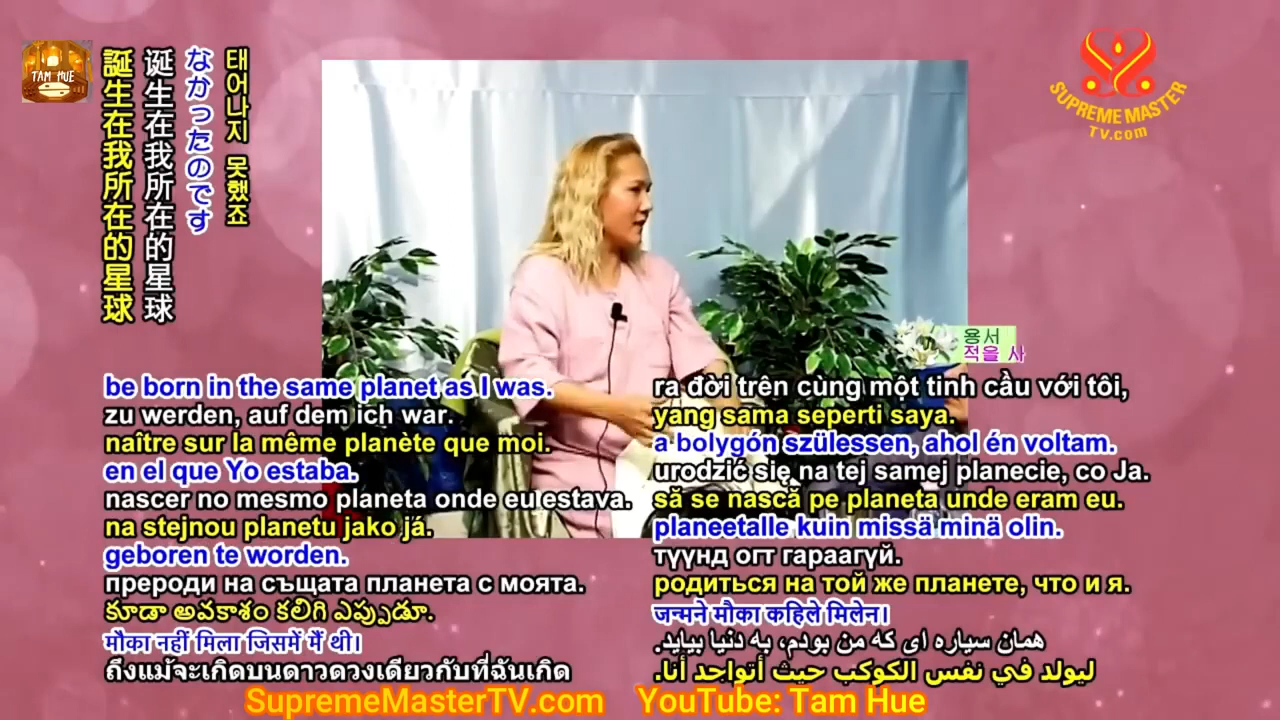 TAM HUE
誕生在我所在的星球
诞生在我所在的星球
なかったのです
태어나지 못했죠
SUPREME MASTER
TV.com
용서
적을 사
be born in the same planet as I was.
zu werden, auf dem ich war.
naître sur la même planète que moi.
en el que Yo estaba.
nascer no mesmo planeta onde eu estava.
na stejnou planetu jako já.
geboren te worden.
прероди на същата планета с моята.
కూడా అవకాశం కలిగి ఎప్పుడూ.
मौका नहीं मिला जिसमें मैं थी।
ถึงแม้จะเกิดบนดาวดวงเดียวกับที่ฉันเกิด
ra đời trên cùng một tinh cầu với tôi,
yang sama seperti saya.
a bolygón szülessen, ahol én voltam.
urodzić się na tej samej planecie, co Ja.
să se nască pe planeta unde eram eu.
planeetalle kuin missä minä olin.
түүнд огт гараагүй.
родиться на той же планете, что и я.
जन्मने मौका कहिले मिलेन।
همان سیاره ای که من بودم، به دنیا بیاید.
ليولد في نفس الكوكب حيث أتواجد أنا.
SupremeMasterTV.com YouTube: Tam Hue